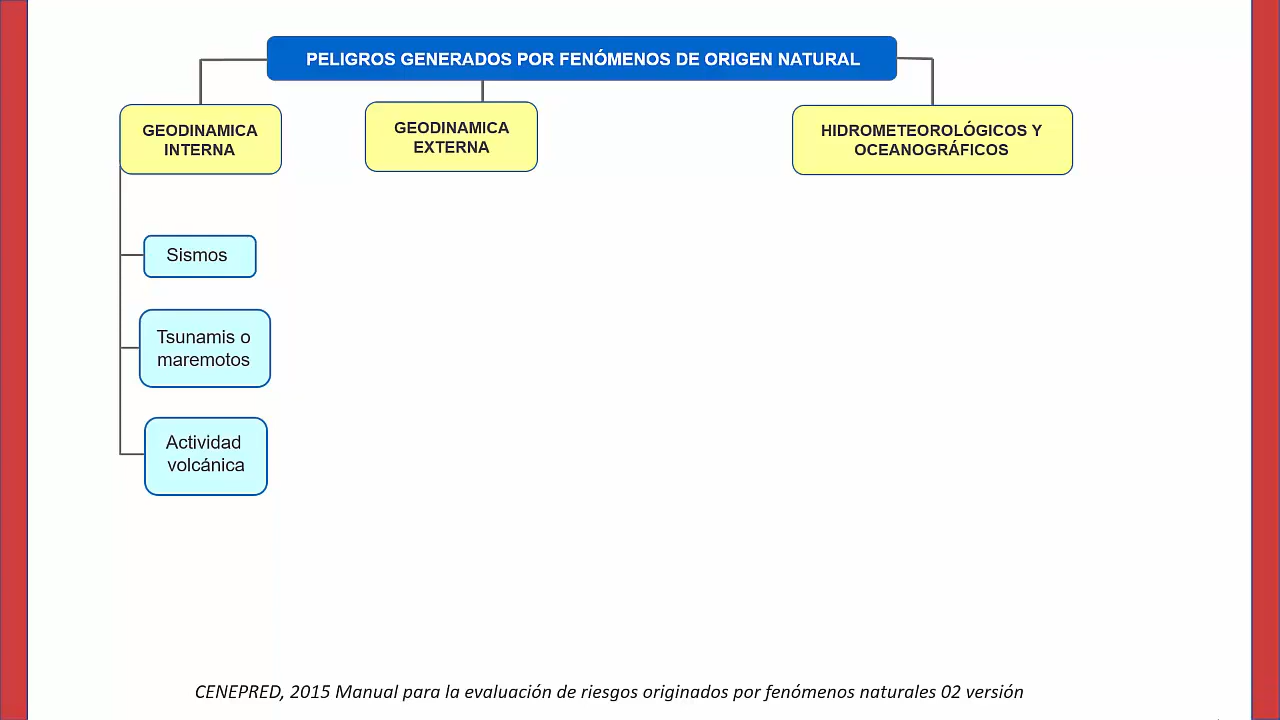 PELIGROS GENERADOS POR FENÓMENOS DE ORIGEN NATURAL
GEODINAMICA
INTERNA
GEODINAMICA
EXTERNA
HIDROMETEOROLÓGICOS Y
OCEANOGRÁFICOS
Sismos
Tsunamis o
maremotos
Actividad
volcánica
CENEPRED, 2015 Manual para la evaluación de riesgos originados por fenómenos naturales 02 versión